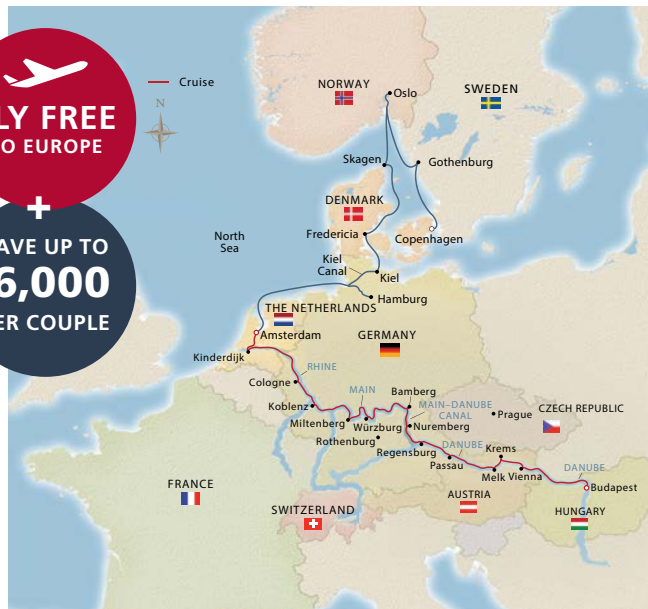 LY FREE
O EUROPE
+
AVE UP TO
6,000
ER COUPLE
Cruise
N
NORWAY
Oslo
SWEDEN
Skagen
Gothenburg
DENMARK
Fredericia
Copenhagen
North
Sea
Kiel
Canal
Kiel
Hamburg
THE NETHERLANDS
Amsterdam
GERMANY
Kinderdijk
RHINE
Cologne
MAIN
Bamberg
Koblenz
MAIN–DANUBE
CANAL
Prague
CZECH REPUBLIC
Miltenberg
Würzburg
Nuremberg
Rothenburg
Regensburg
DANUBE
Krems
Passau
Melk
Vienna
DANUBE
Budapest
FRANCE
SWITZERLAND
AUSTRIA
HUNGARY